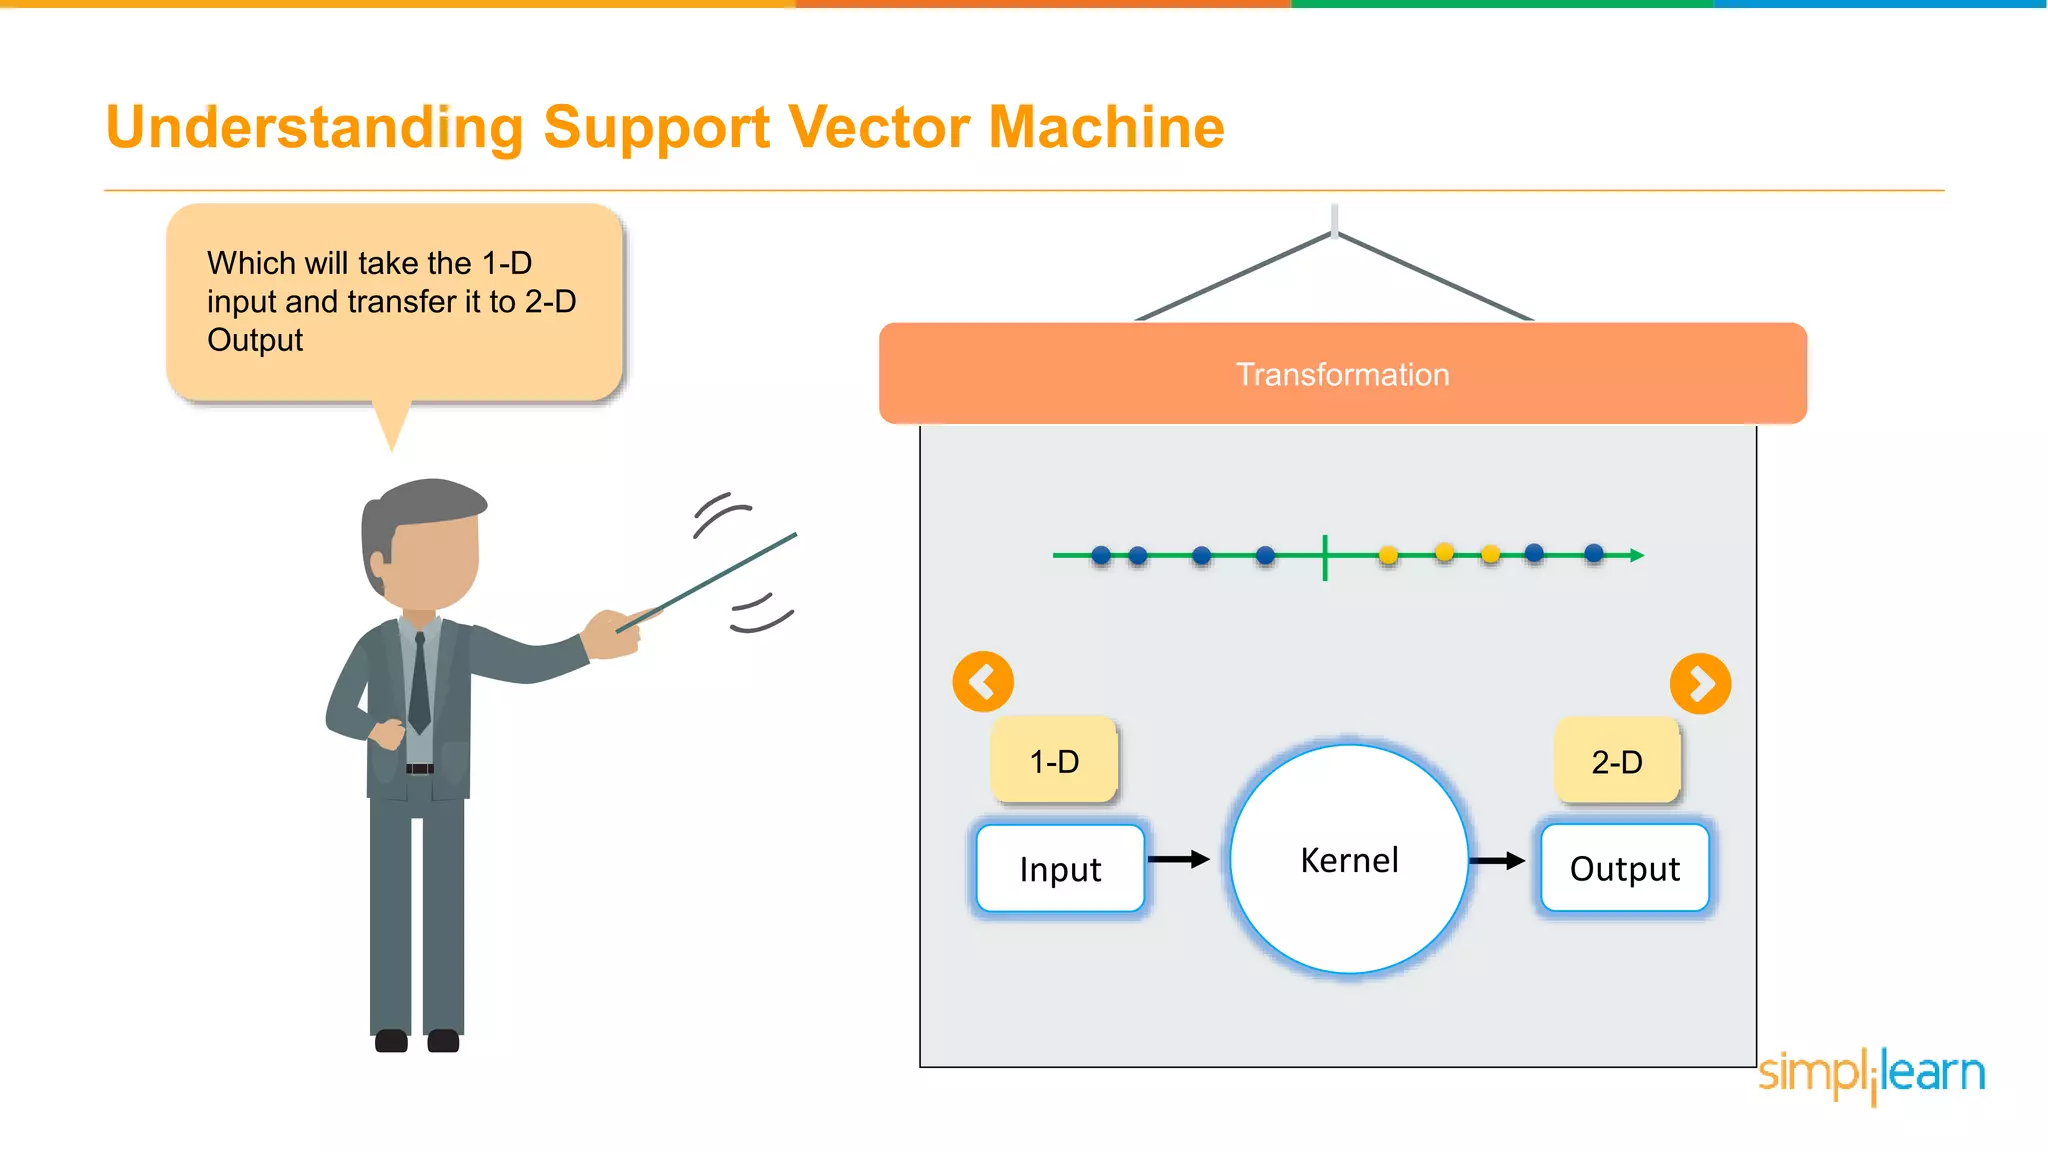 Understanding Support Vector Machine
Which will take the 1-D
input and transfer it to 2-D
Output
Transformation
1-D
2-D
Input
Kernel
Output
simplilearn